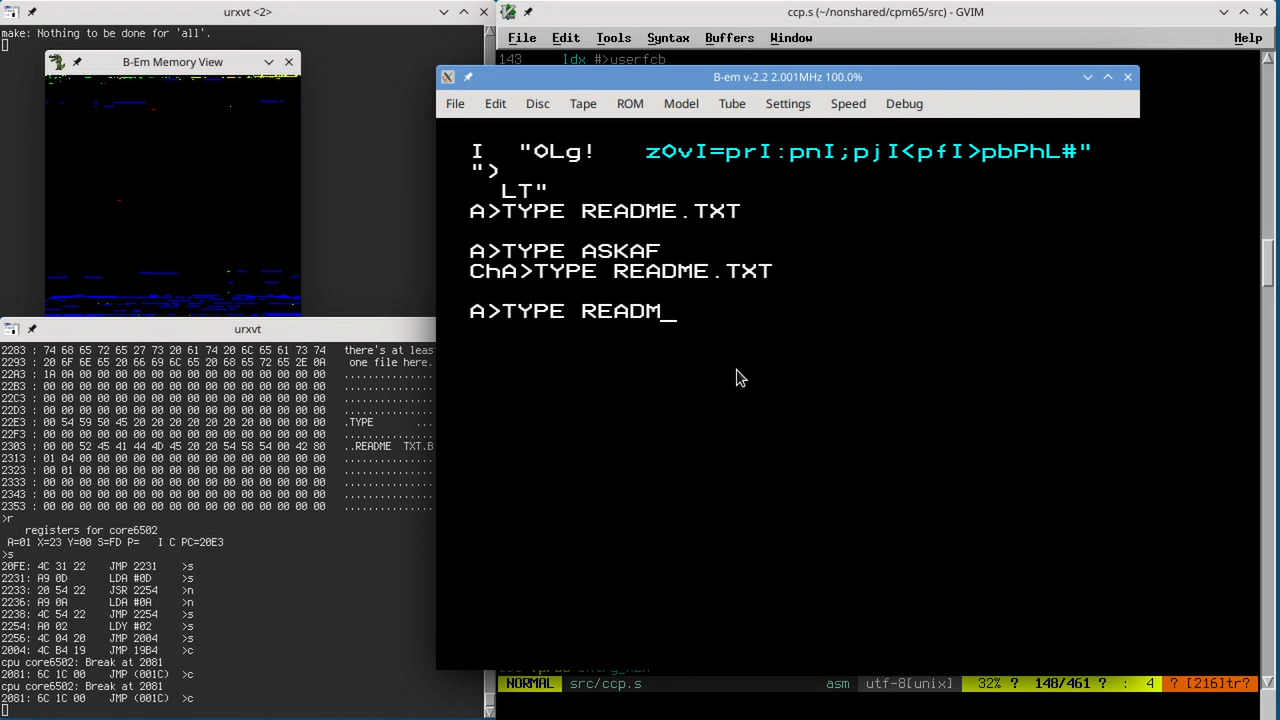 urxvt <2>
make: Nothing to be done for 'all'.
B-Em Memory View
ccp.s (~/nonshared/cpm65/src) - GVIM
File Edit Tools Syntax Buffers Window Help
143 ldx #>userfcb
B-em v-2.2 2.001MHz 100.0%
File Edit Disc Tape ROM Model Tube Settings Speed Debug
I "OLg! zOvI=prI:pnI;pjI<pfI>pbPhL#"
")
LT"
A>TYPE README.TXT
A>TYPE ASKAF
ChA>TYPE README.TXT
A>TYPE READM_
urxvt
2283 : 74 68 65 72 65 27 73 20 61 74 20 6C 65 61 73 74 there's at least
2293 : 20 6F 6E 65 20 66 69 6C 65 20 68 65 72 65 2E 0A one file here.
22A3 : 1A 0A 00 00 00 00 00 00 00 00 00 00 00 00 00 00 ................
22B3 : 00 00 00 00 00 00 00 00 00 00 00 00 00 00 00 00 ................
22C3 : 00 00 00 00 00 00 00 00 00 00 00 00 00 00 00 00 ................
22D3 : 00 00 00 00 00 00 00 00 00 00 00 00 00 00 00 00 ................
22E3 : 00 54 59 50 45 20 20 20 20 20 20 20 00 00 00 00 .TYPE ...
22F3 : 00 00 00 00 00 00 00 00 00 00 00 00 00 00 00 00 ................
2303 : 00 00 52 45 41 44 4D 45 20 20 54 58 54 00 42 80 ..README TXT.B
2313 : 01 04 00 00 00 00 00 00 00 00 00 00 00 00 00 00 ................
2323 : 00 01 00 00 00 00 00 00 00 00 00 00 00 00 00 00 ................
2333 : 00 00 00 00 00 00 00 00 00 00 00 00 00 00 00 00 ................
2343 : 00 00 00 00 00 00 00 00 00 00 00 00 00 00 00 00 ................
2353 : 00 00 00 00 00 00 00 00 00 00 00 00 00 00 00 00 ................
>r
registers for core6502
A=01 X=23 Y=00 S=FD P= I C PC=20E3
>s
20FE: 4C 31 22 JMP 2231 >s
2231: A9 0D LDA #0D >s
2233: 20 54 22 JSR 2254 >n
2236: A9 0A LDA #0A >n
2238: 4C 54 22 JMP 2254 >s
2254: A0 02 LDY #02 >s
2256: 4C 04 20 JMP 2004 >s
2004: 4C B4 19 JMP 19B4 >c
cpu core6502: Break at 2081
2081: 6C 1C 00 JMP (001C) >c
cpu core6502: Break at 2081
2081: 6C 1C 00 JMP (001C) >c
NORMAL src/ccp.s asm utf-8[unix] 32% ? 148/461 ? : 4 ? [216]tr?